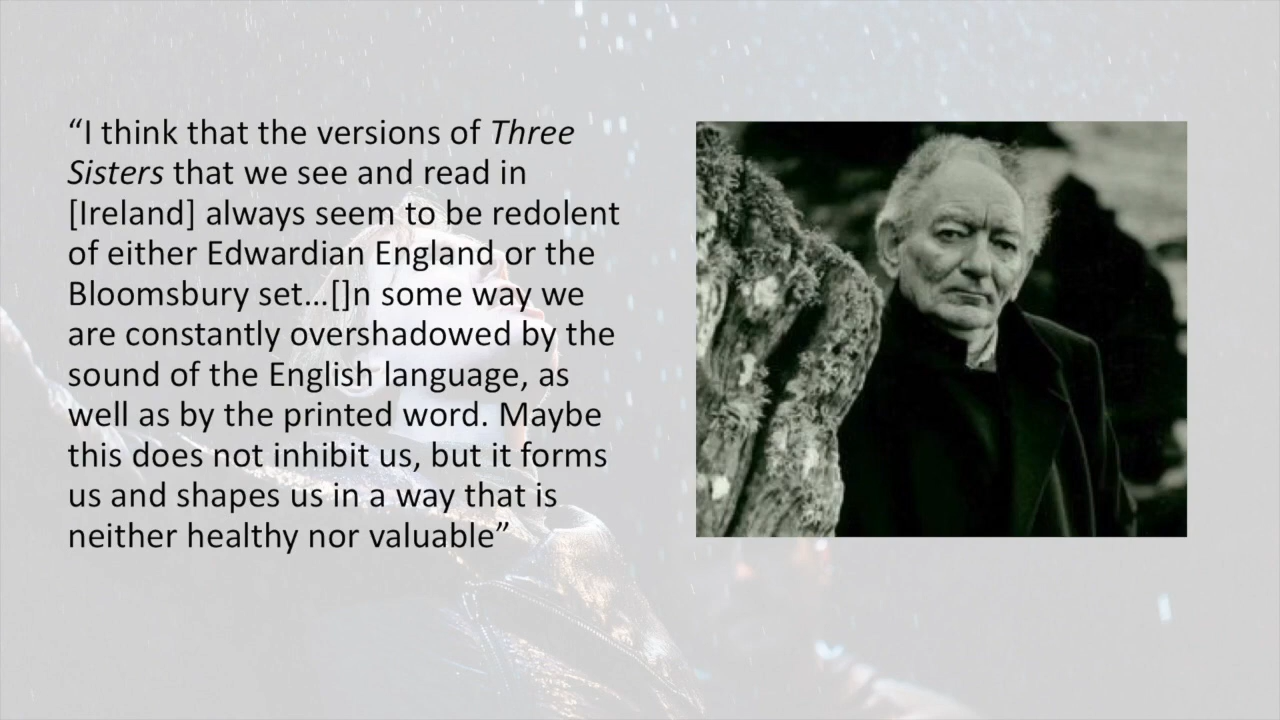 “I think that the versions of Three
Sisters that we see and read in
[Ireland] always seem to be redolent
of either Edwardian England or the
Bloomsbury set...[]n some way we
are constantly overshadowed by the
sound of the English language, as
well as by the printed word. Maybe
this does not inhibit us, but it forms
us and shapes us in a way that is
neither healthy nor valuable”